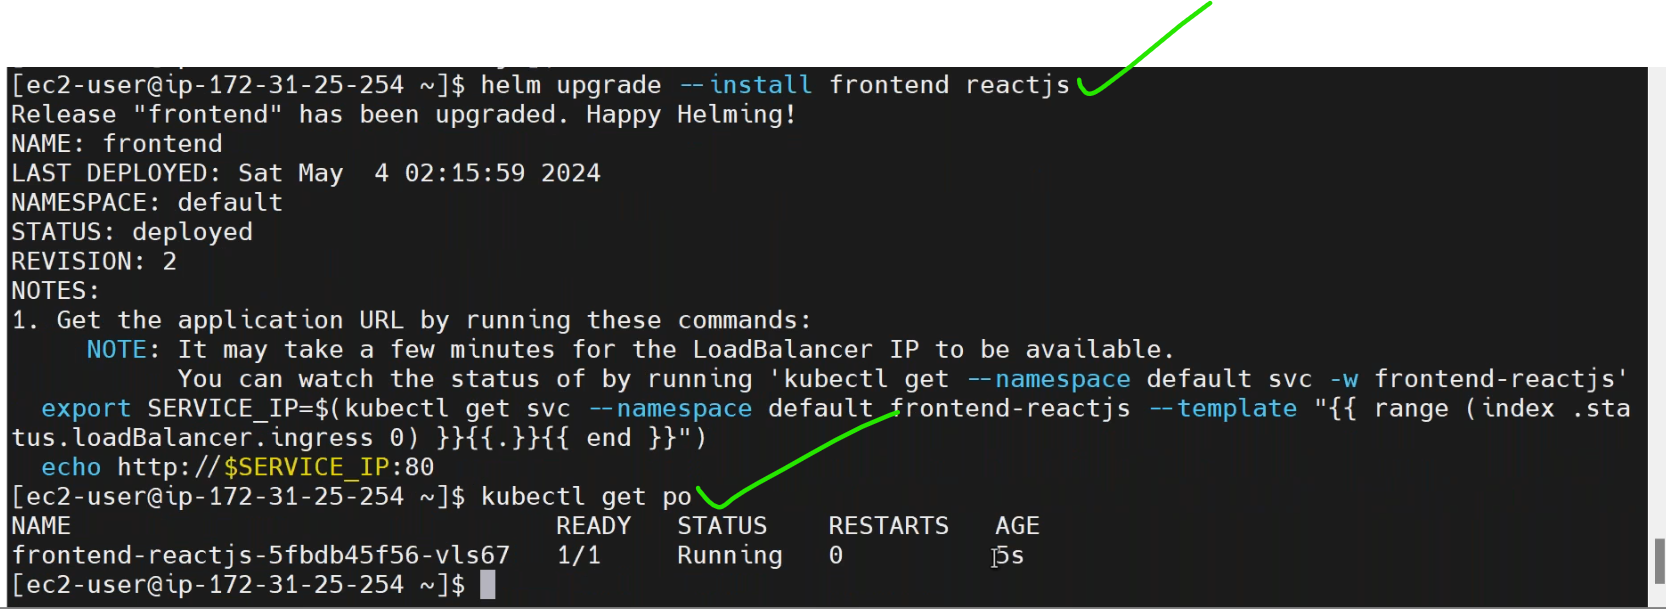 [ec2-user@ip-172-31-25-254 ~]$ helm upgrade --install frontend reactjs
Release "frontend" has been upgraded. Happy Helming!
NAME: frontend
LAST DEPLOYED: Sat May  4 02:15:59 2024
NAMESPACE: default
STATUS: deployed
REVISION: 2
NOTES:
1. Get the application URL by running these commands:
     NOTE: It may take a few minutes for the LoadBalancer IP to be available.
           You can watch the status of by running 'kubectl get --namespace default svc -w frontend-reactjs'
  export SERVICE_IP=$(kubectl get svc --namespace default frontend-reactjs --template "{{ range (index .sta
tus.loadBalancer.ingress 0) }}{{.}}{{ end }}")
  echo http://$SERVICE_IP:80
[ec2-user@ip-172-31-25-254 ~]$ kubectl get po
NAME                                READY   STATUS    RESTARTS   AGE
frontend-reactjs-5fbdb45f56-vls67   1/1     Running   0          5s
[ec2-user@ip-172-31-25-254 ~]$